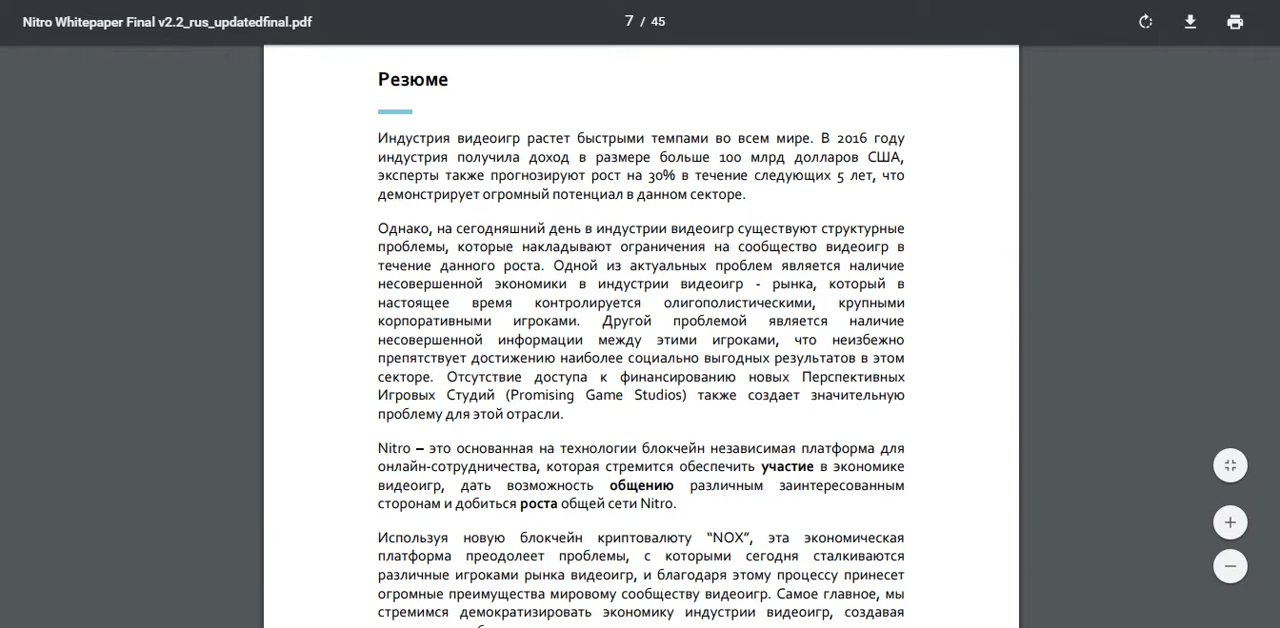 Nitro Whitepaper Final v2.2_rus_updatedfinal.pdf
7 / 45
Резюме
Индустрия видеоигр растет быстрыми темпами во всем мире. В 2016 году
индустрия получила доход в размере больше 100 млрд долларов США,
эксперты также прогнозируют рост на 30% в течение следующих 5 лет, что
демонстрирует огромный потенциал в данном секторе.
Однако, на сегодняшний день в индустрии видеоигр существуют структурные
проблемы, которые накладывают ограничения на сообщество видеоигр в
течение данного роста. Одной из актуальных проблем является наличие
несовершенной экономики в индустрии видеоигр - рынка, который в
настоящее время контролируется олигополистическими, крупными
корпоративными игроками. Другой проблемой является наличие
несовершенной информации между этими игроками, что неизбежно
препятствует достижению наиболее социально выгодных результатов в этом
секторе. Отсутствие доступа к финансированию новых Перспективных
Игровых Студий (Promising Game Studios) также создает значительную
проблему для этой отрасли.
Nitro – это основанная на технологии блокчейн независимая платформа для
онлайн-сотрудничества, которая стремится обеспечить участие в экономике
видеоигр, дать возможность общению различным заинтересованным
сторонам и добиться роста общей сети Nitro.
Используя новую блокчейн криптовалюту “NOX”, эта экономическая
платформа преодолеет проблемы, с которыми сегодня сталкиваются
различные игроками рынка видеоигр, и благодаря этому процессу принесет
огромные преимущества мировому сообществу видеоигр. Самое главное, мы
стремимся демократизировать экономику индустрии видеоигр, создавая